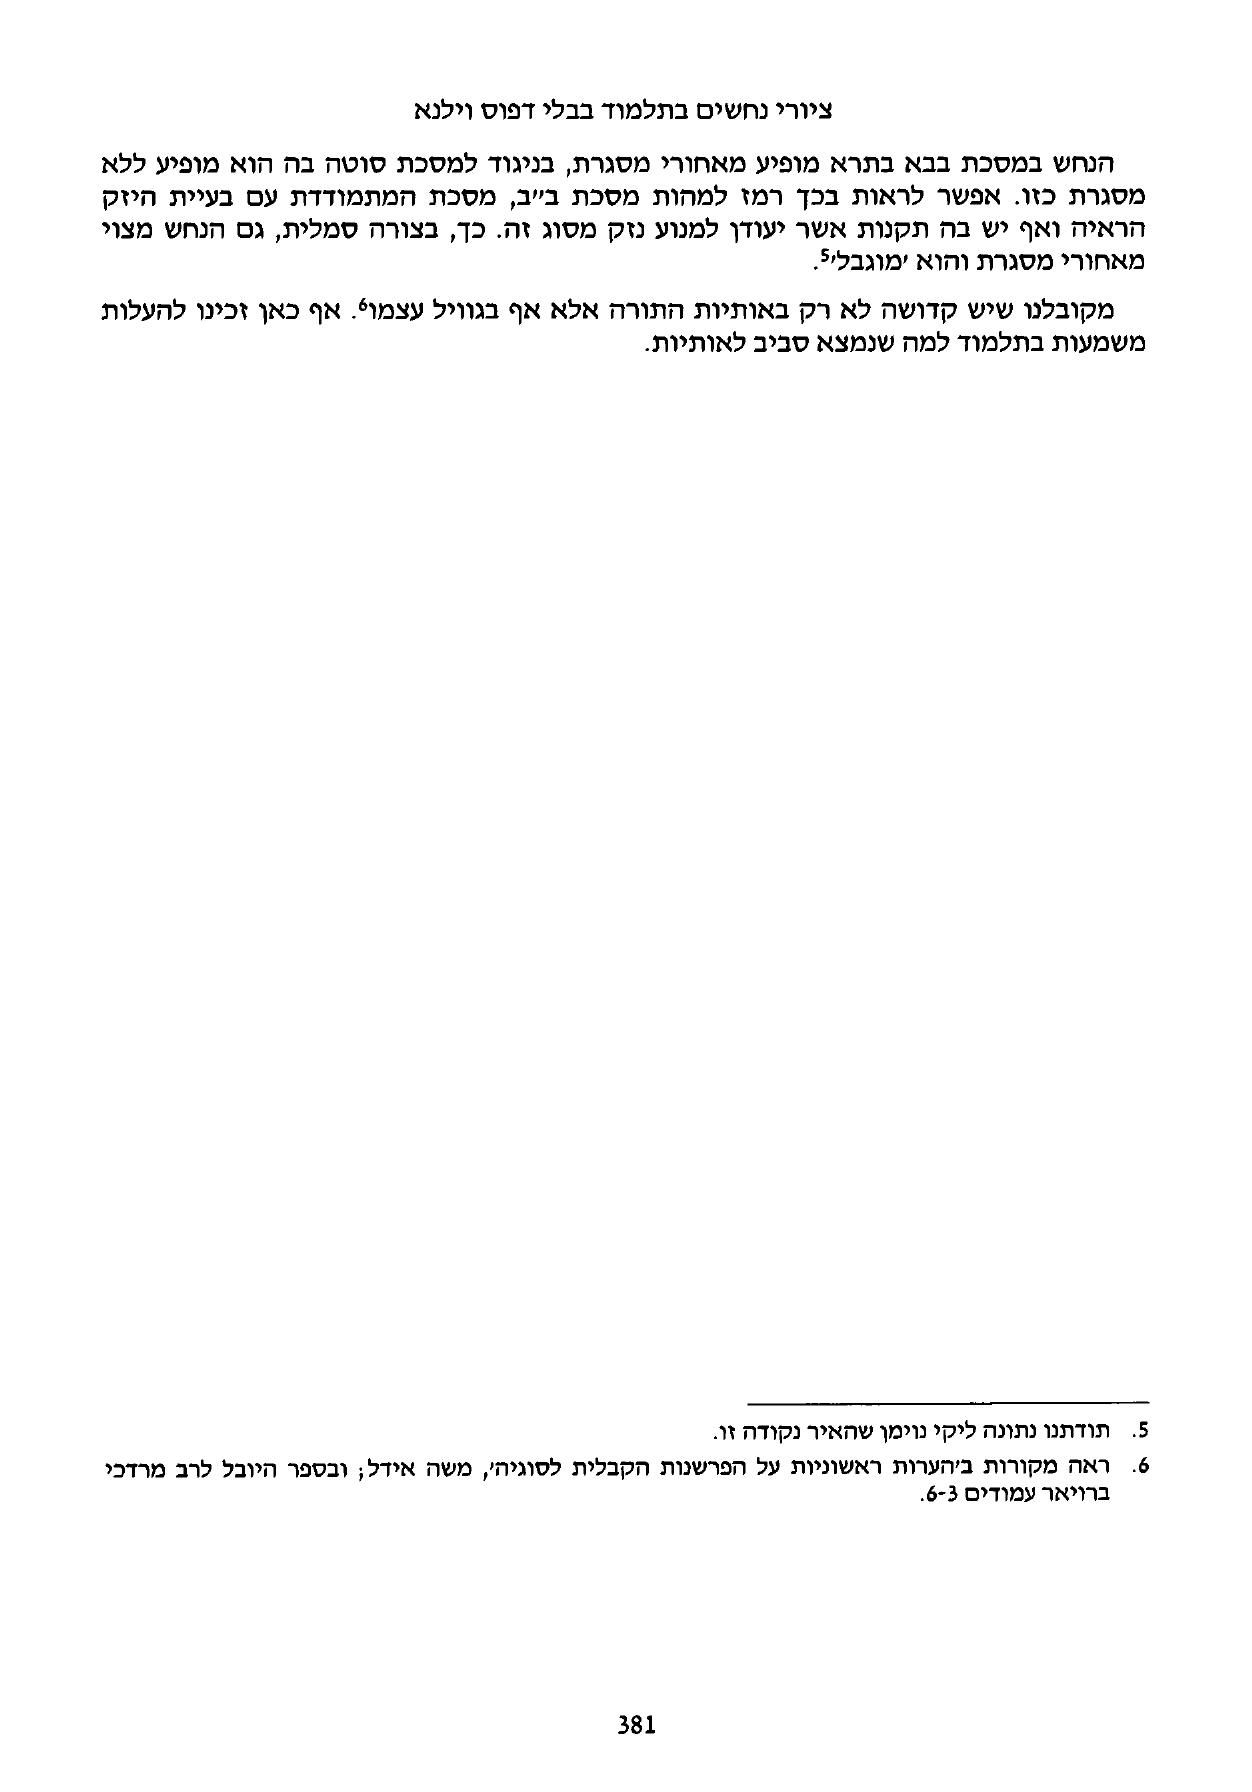 ציורי נחשים בתלמוד בבלי דפוס וילנא
הנחש במסכת בבא בתרא מופיע מאחורי מסגרת, בניגוד למסכת סוטה בה הוא מופיע ללא
מסגרת כזו. אפשר לראות בכך רמז למהות מסכת ב״ב, מסכת המתמודדת עם בעיית היזק
הראיה ואף יש בה תקנות אשר יעודן למנוע נזק מסוג זה. כך, בצורה סמלית, גם הנחש מצוי
מאחורי מסגרת והוא ׳מוגבל׳5.
מקובלנו שיש קדושה לא רק באותיות התורה אלא אף בגוויל עצמו6. אף כאן זכינו להעלות
משמעות בתלמוד למה שנמצא סביב לאותיות.
5. תודתנו נתונה ליקי נוימן שהאיר נקודה זו.
6. ראה מקורות ב׳הערות ראשוניות על הפרשנות הקבלית לסוגיה׳, משה אידל; ובספר היובל לרב מרדכי
ברויאר עמודים 6-3.
381